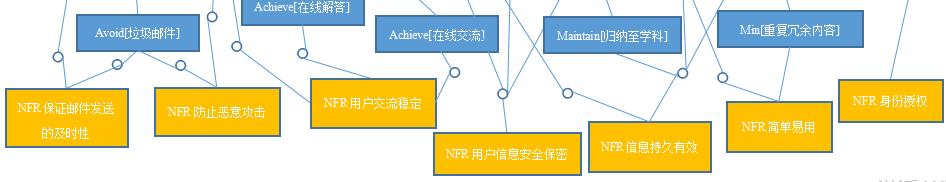 Achieve[在线解答]
Avoid[垃圾邮件]
Achieve[在线交流]
Maintain[归纳至学科]
Min[重复冗余内容]
NFR 保证邮件发送
的及时性
NFR 防止恶意攻击
NFR 用户交流稳定
NFR 用户信息安全保密
NFR 信息持久有效
NFR 简单易用
NFR 身份授权